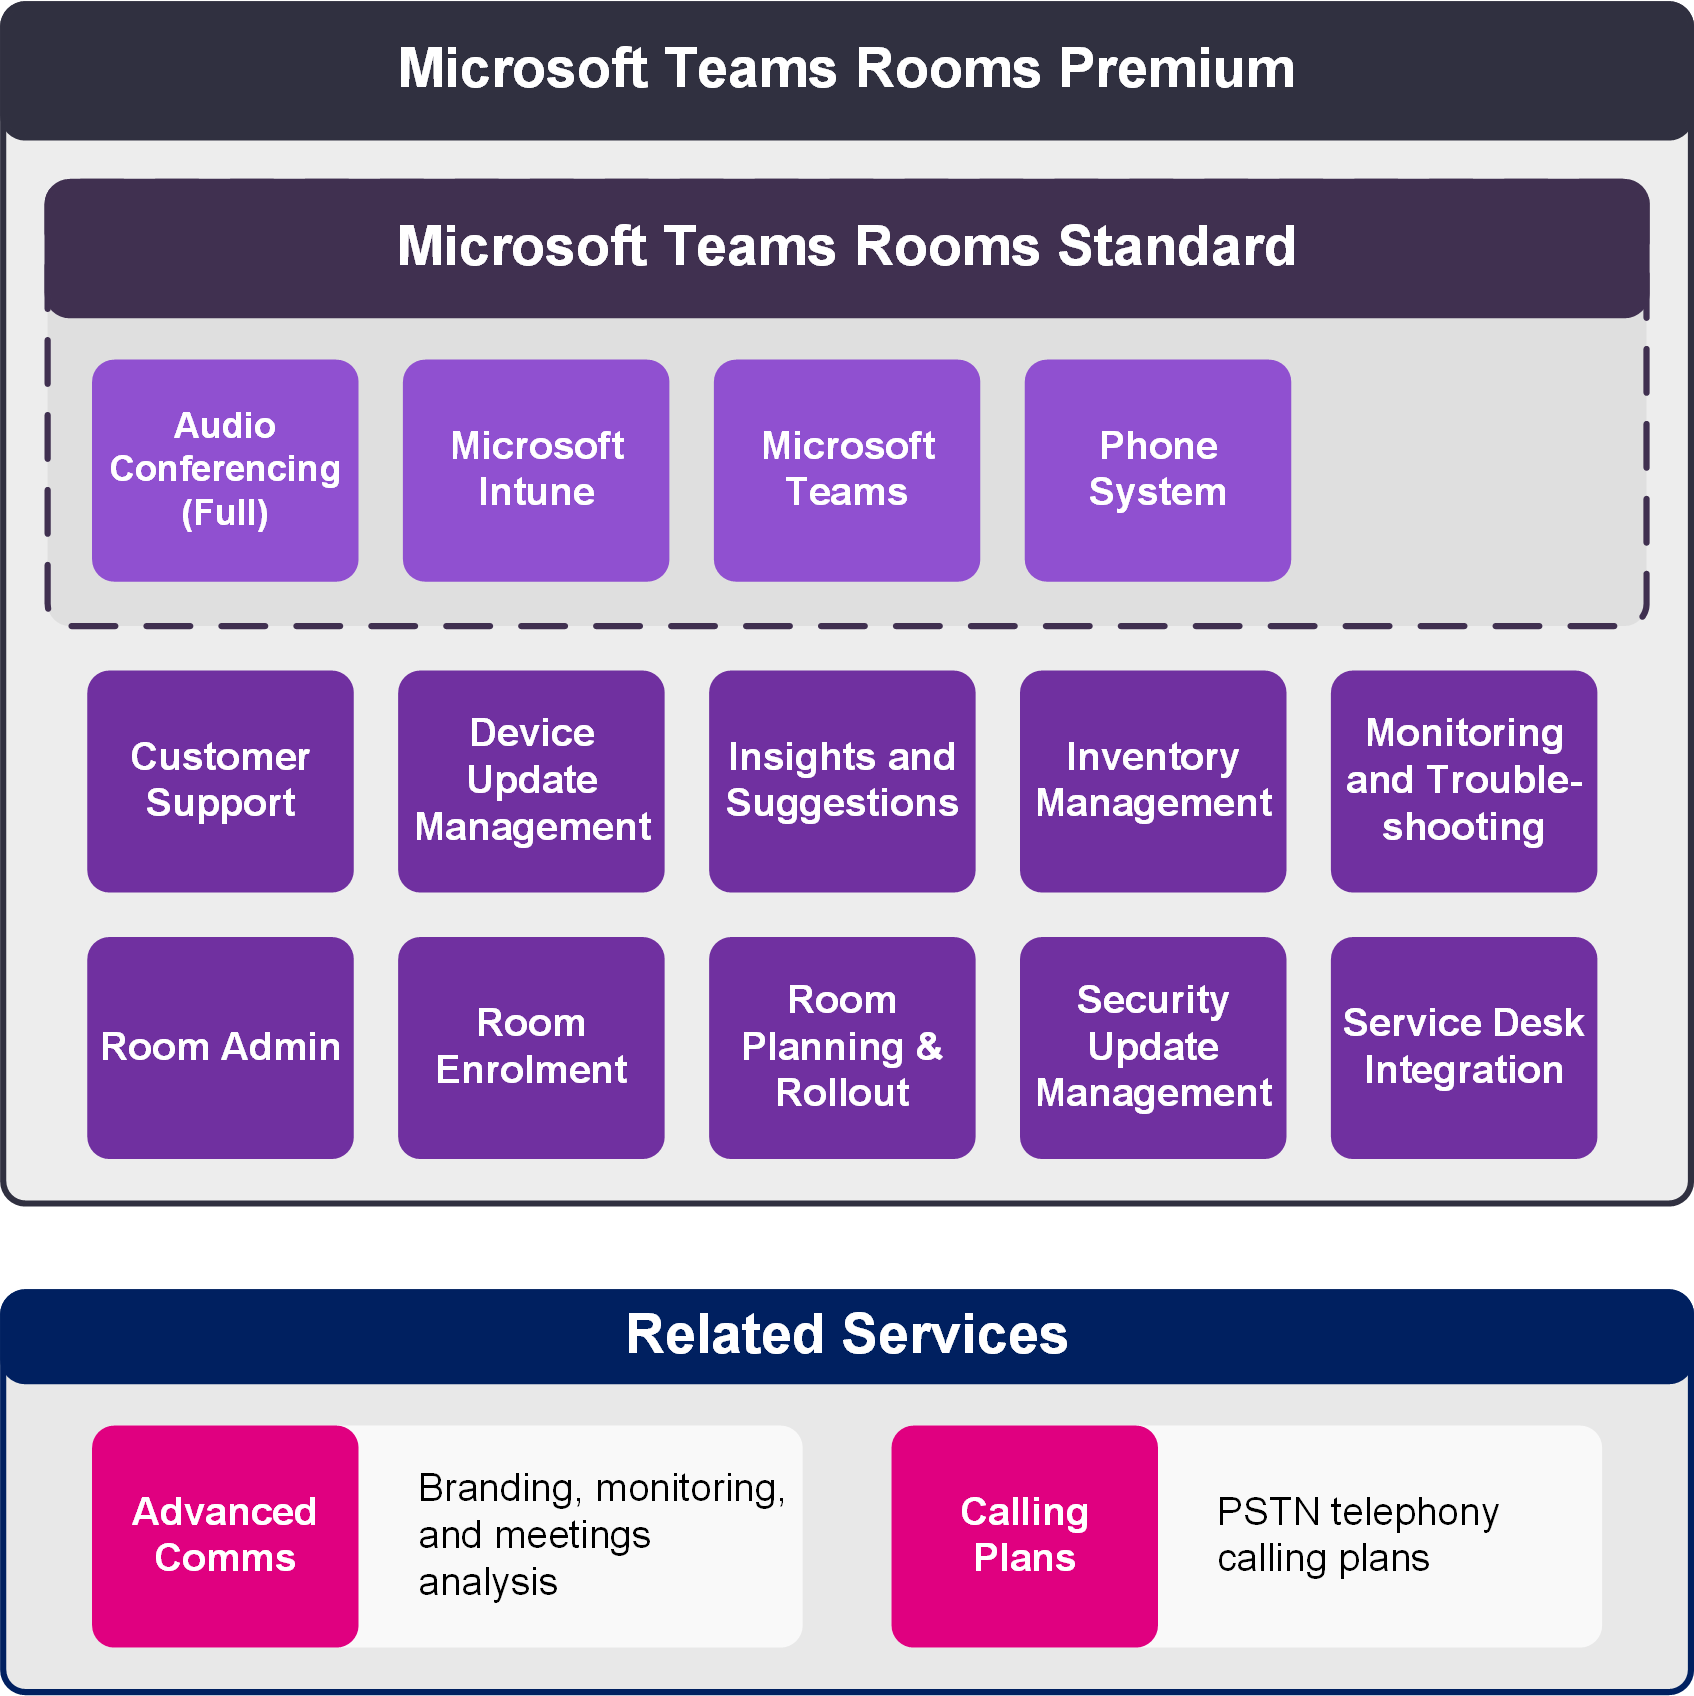 Microsoft Teams Rooms Premium
Microsoft Teams Rooms Standard
Audio
Conferencing
(Full)
Microsoft
Intune
Microsoft
Teams
Phone
System
Customer
Support
Device
Update
Management
Insights and
Suggestions
Inventory
Management
Monitoring
and Trouble-
shooting
Room Admin
Room
Enrolment
Room
Planning &
Rollout
Security
Update
Management
Service Desk
Integration
Related Services
Advanced
Comms
Branding, monitoring,
and meetings
analysis
Calling
Plans
PSTN telephony
calling plans